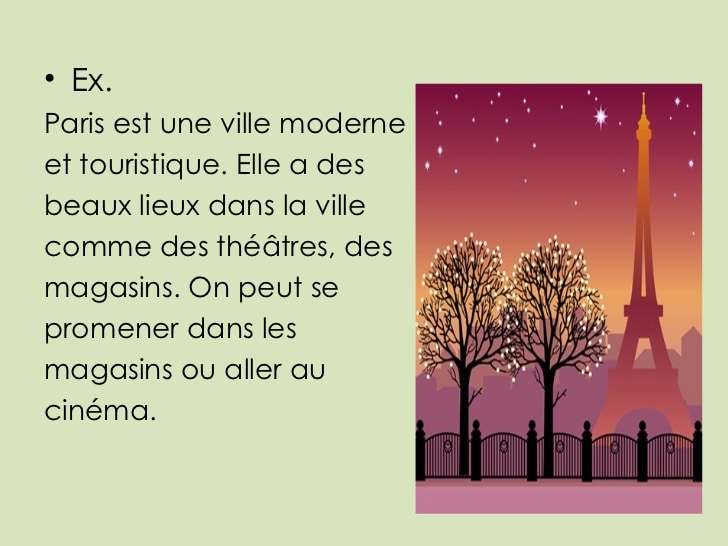 • Ex.
Paris est une ville moderne
et touristique. Elle a des
beaux lieux dans la ville
comme des théâtres, des
magasins. On peut se
promener dans les
magasins ou aller au
cinéma.